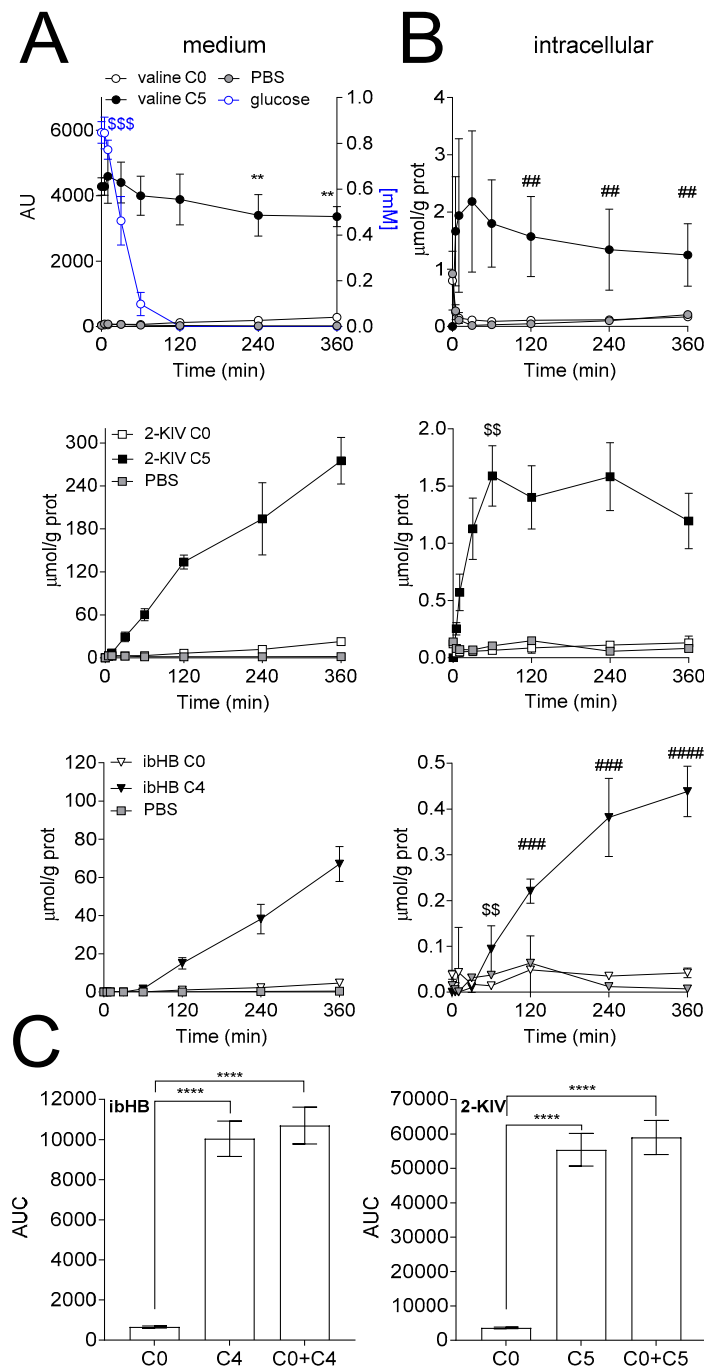 A medium
valine C0 PBS
valine C5 glucose
6000
4000
2000
0
AU
$$$
**
**
1.0
0.8
0.6
0.4
0.2
0.0
[mM]
0 120 240 360
Time (min)
B intracellular
4
3
2
1
0
µmol/g prot
##
##
##
0 120 240 360
Time (min)
2-KIV C0
2-KIV C5
PBS
300
240
180
120
60
0
µmol/g prot
0 120 240 360
Time (min)
2.0
1.5
1.0
0.5
0.0
µmol/g prot
$$
0 120 240 360
Time (min)
ibHB C0
ibHB C4
PBS
120
100
80
60
40
20
0
µmol/g prot
0 120 240 360
Time (min)
0.5
0.4
0.3
0.2
0.1
0.0
µmol/g prot
$$
###
###
####
0 120 240 360
Time (min)
C
ibHB
12000
10000
8000
6000
4000
2000
0
AUC
****
****
C0 C4 C0+C4
2-KIV
70000
60000
50000
40000
30000
20000
10000
0
AUC
****
****
C0 C5 C0+C5